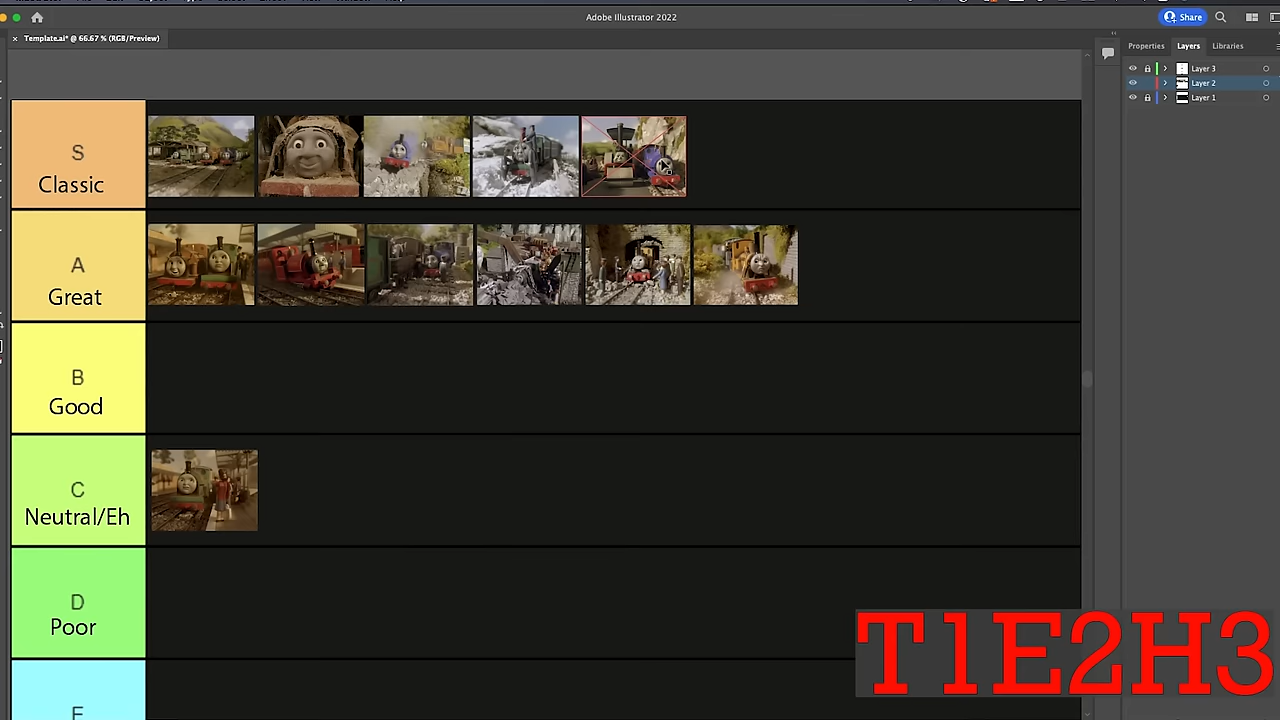 Adobe Illustrator 2022
Share
× Template.ai* @ 66.67 % (RGB/Preview)
Properties Layers Libraries
Layer 3
Layer 2
Layer 1
S
Classic
A
Great
B
Good
C
Neutral/Eh
D
Poor
T1E2H3